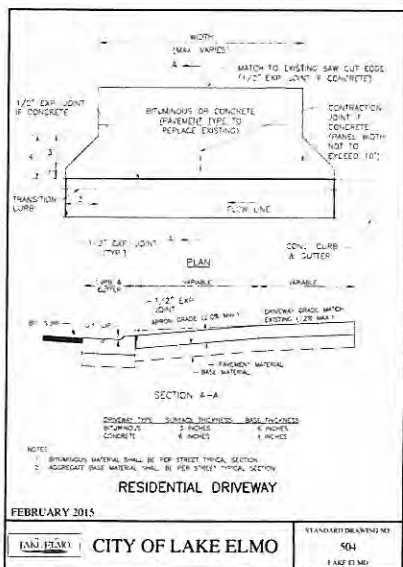 WIDTH
(MAX VARIES)
A
MATCH TO EXISTING SAW CUT EDGE
(1/2" EXP JOINT IF CONCRETE)
1/2" EXP. JOINT
IF CONCRETE
BITUMINOUS OR CONCRETE
(PAVEMENT TYPE TO
REPLACE EXISTING)
CONTRACTION
JOINT IF
CONCRETE
(PANEL WIDTH
NOT TO
EXCEED 10')
TRANSITION
CURB
FLOW LINE
1/2" EXP JOINT
(TYP.)
A
CONC CURB
& GUTTER
PLAN
CURB &
GUTTER
VARIABLE
VARIABLE
1/2" EXP
JOINT
APRON GRADE
DRIVEWAY GRADE MATCH
EXISTING
PAVEMENT MATERIAL
BASE MATERIAL
SECTION A-A
DRIVEWAY TYPE SURFACE THICKNESS BASE THICKNESS
BITUMINOUS 3 INCHES 6 INCHES
CONCRETE 6 INCHES 4 INCHES
NOTES
1 BITUMINOUS MATERIAL SHALL BE PER STREET TYPICAL SECTION
2 AGGREGATE BASE MATERIAL SHALL BE PER STREET TYPICAL SECTION
RESIDENTIAL DRIVEWAY
FEBRUARY 2015
LAKE ELMO
CITY OF LAKE ELMO
STANDARD DRAWING NO
504
LAKE ELMO